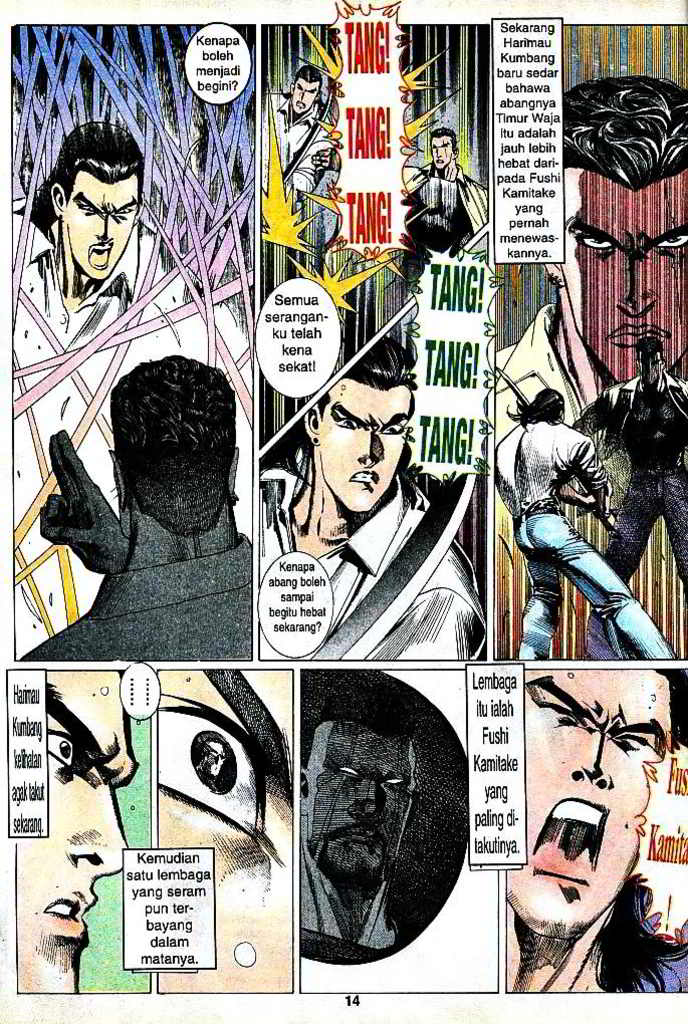 Kenapa
boleh
menjadi
begini?
TANG!
TANG!
TANG!
Semua
serangan-
ku telah
kena
sekat!
TANG!
TANG!
TANG!
Kenapa
abang boleh
sampai
begitu hebat
sekarang?
Sekarang
Harimau
Kumbang
baru sedar
bahawa
abangnya
Timur Waja
itu adalah
jauh lebih
hebat dari-
pada Fushi
Kamitake
yang
pernah
menewas-
kannya.
Harimau
Kumbang
kelihatan
agak takut
sekarang.
Kemudian
satu lembaga
yang seram
pun ter-
bayang
dalam
matanya.
Lembaga
itu ialah
Fushi
Kamitake
yang
paling di-
takutinya.
Fus
Kamita
!
14